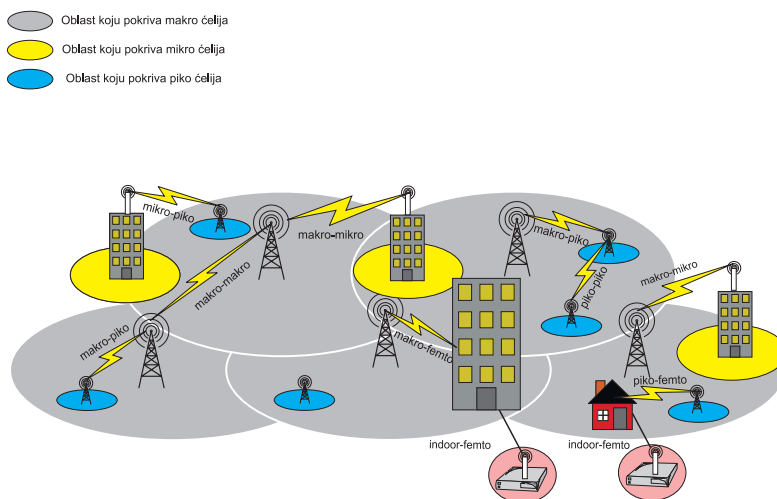 Oblast koju pokriva makro ćelija
Oblast koju pokriva mikro ćelija
Oblast koju pokriva piko ćelija
mikro-piko
makro-mikro
makro-piko
makro-makro
piko-piko
makro-mikro
makro-piko
makro-femto
piko-femto
indoor-femto
indoor-femto